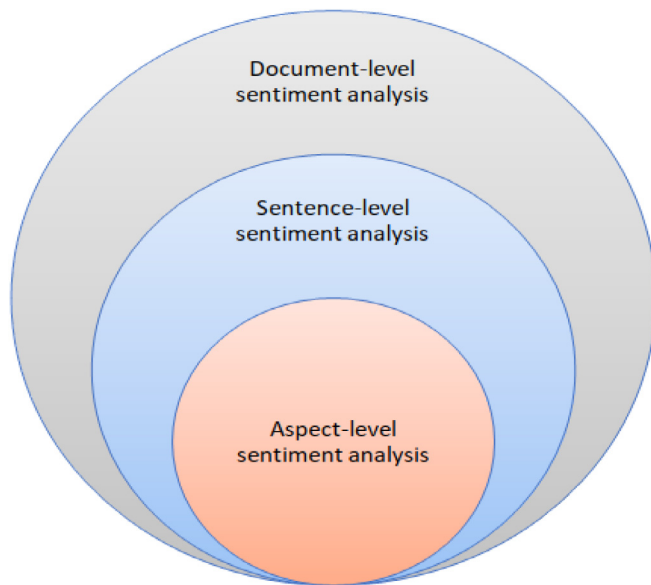 Document-level
sentiment analysis
Sentence-level
sentiment analysis
Aspect-level
sentiment analysis